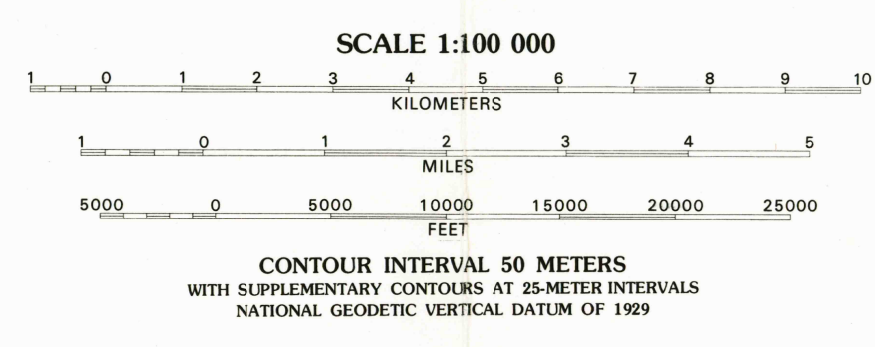 SCALE 1:100 000
1 0 1 2 3 4 5 6 7 8 9 10
KILOMETERS
1 0 1 2 3 4 5
MILES
5000 0 5000 10000 15000 20000 25000
FEET
CONTOUR INTERVAL 50 METERS
WITH SUPPLEMENTARY CONTOURS AT 25-METER INTERVALS
NATIONAL GEODETIC VERTICAL DATUM OF 1929